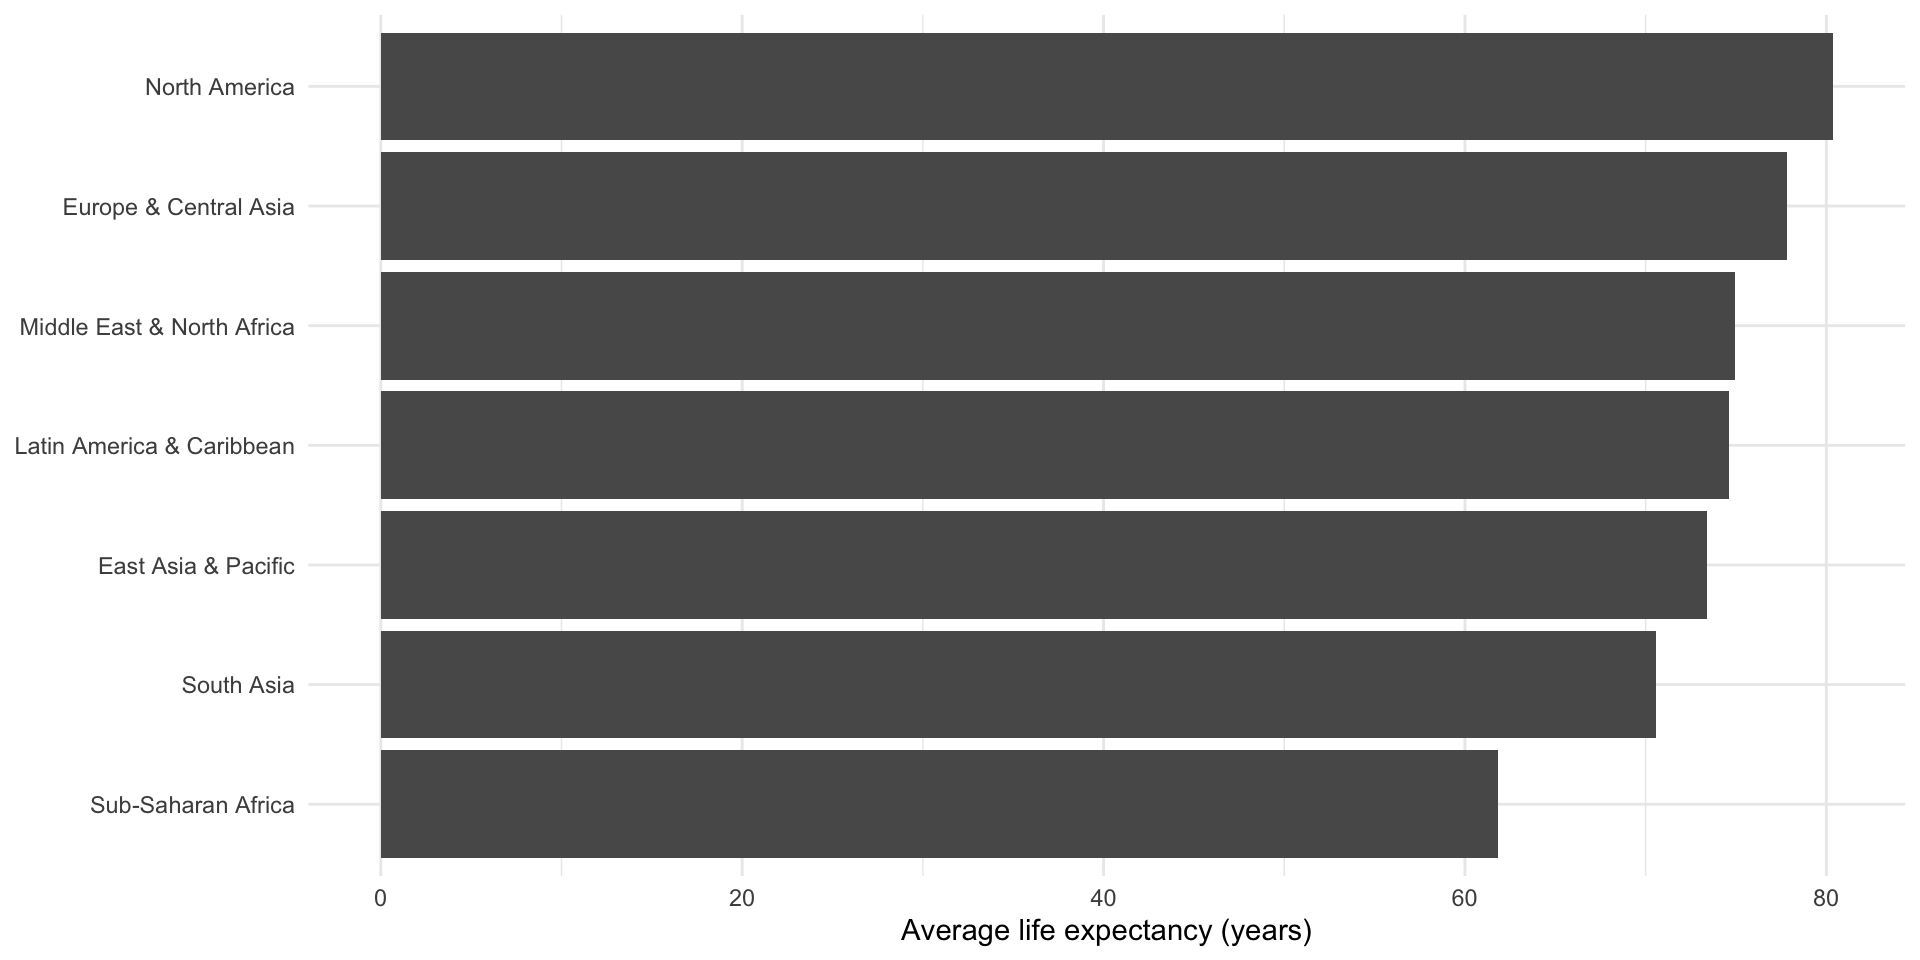 North America
Europe & Central Asia
Middle East & North Africa
Latin America & Caribbean
East Asia & Pacific
South Asia
Sub-Saharan Africa
0 20 40 60 80
Average life expectancy (years)